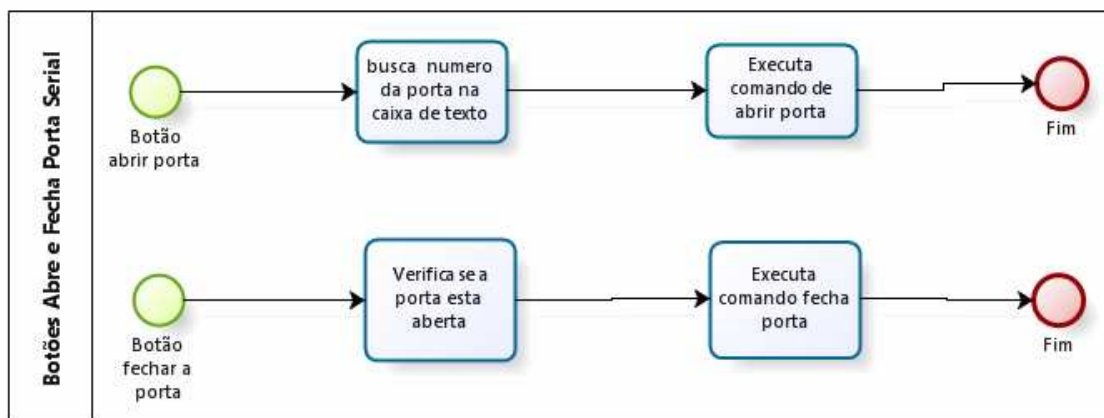 Botões Abre e Fecha Porta Serial
Botão
abrir porta
busca numero
da porta na
caixa de texto
Executa
comando de
abrir porta
Fim
Botão
fechar a
porta
Verifica se a
porta esta
aberta
Executa
comando fecha
porta
Fim